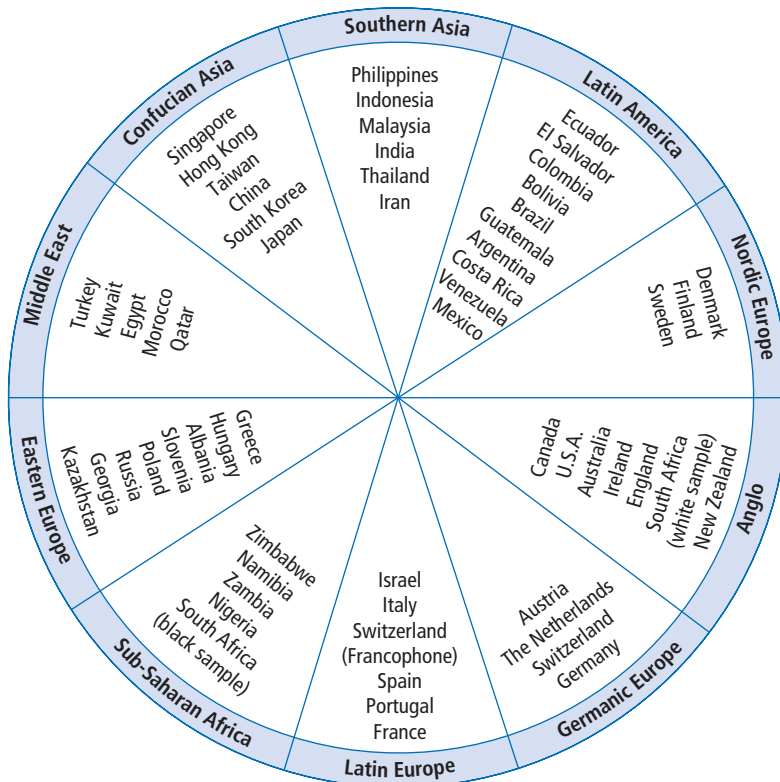 Southern Asia
Philippines
Indonesia
Malaysia
India
Thailand
Iran
Latin America
Ecuador
El Salvador
Colombia
Bolivia
Brazil
Guatemala
Argentina
Costa Rica
Venezuela
Mexico
Nordic Europe
Denmark
Finland
Sweden
Anglo
Canada
U.S.A.
Australia
Ireland
England
South Africa
(white sample)
New Zealand
Germanic Europe
Austria
The Netherlands
Switzerland
Germany
Latin Europe
Israel
Italy
Switzerland
(Francophone)
Spain
Portugal
France
Sub-Saharan Africa
Zimbabwe
Namibia
Zambia
Nigeria
South Africa
(black sample)
Eastern Europe
Greece
Hungary
Albania
Slovenia
Poland
Russia
Georgia
Kazakhstan
Middle East
Turkey
Kuwait
Egypt
Morocco
Qatar
Confucian Asia
Singapore
Hong Kong
Taiwan
China
South Korea
Japan